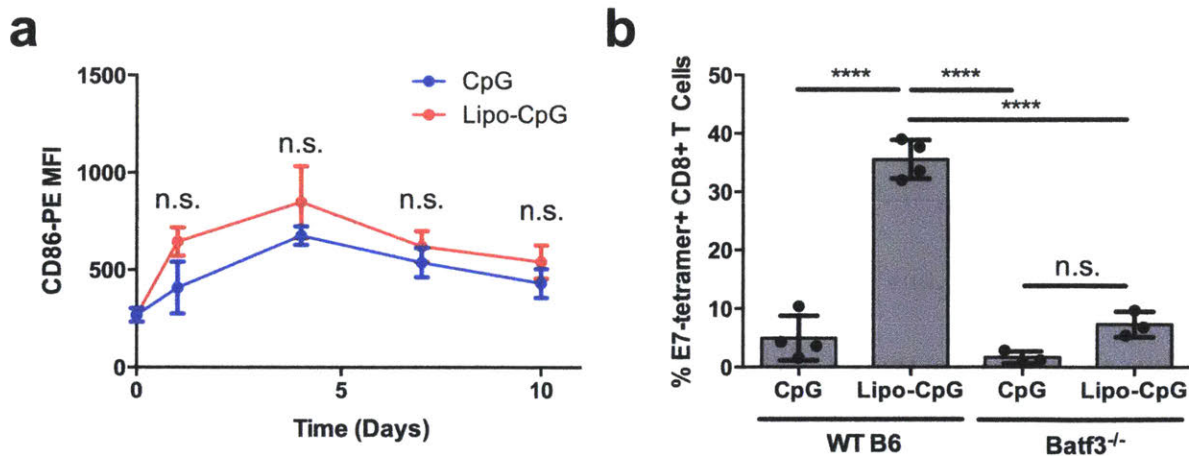 a
1500
1000
500
0
CD86-PE MFI
CpG
Lipo-CpG
n.s.
n.s.
n.s.
n.s.
0
5
10
Time (Days)
b
50
40
30
20
10
0
% E7-tetramer+ CD8+ T Cells
**** ****
****
n.s.
CpG Lipo-CpG CpG Lipo-CpG
WT B6 Batf3-/-